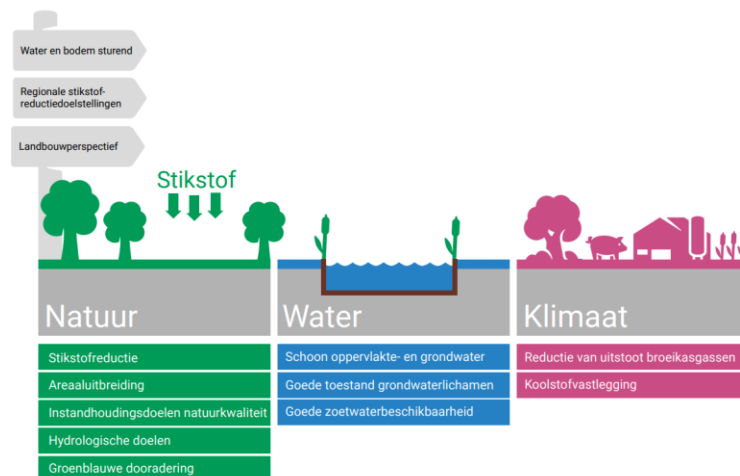 Water en bodem sturend
Regionale stikstof-
reductiedoelstellingen
Landbouwperspectief
Stikstof
Natuur
Stikstofreductie
Areaaluitbreiding
Instandhoudingsdoelen natuurkwaliteit
Hydrologische doelen
Groenblauwe dooradering
Water
Schoon oppervlakte- en grondwater
Goede toestand grondwaterlichamen
Goede zoetwaterbeschikbaarheid
Klimaat
Reductie van uitstoot broeikasgassen
Koolstofvastlegging